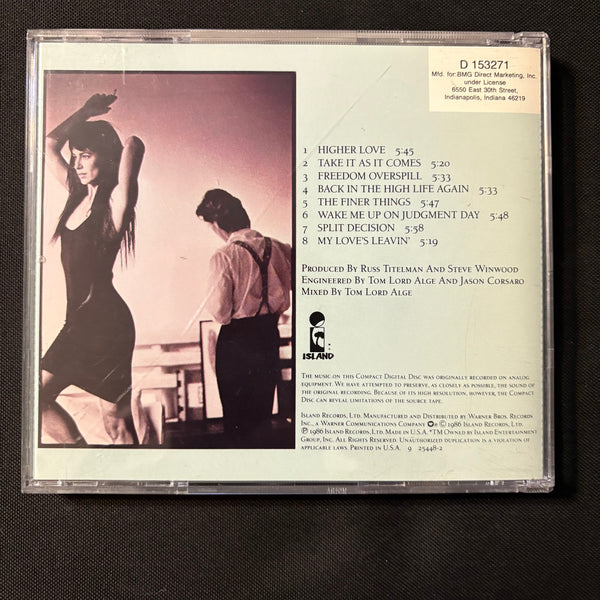 D 153271
Mfd. for: BMG Direct Marketing, Inc.
under License
6550 East 30th Street,
Indianapolis, Indiana 46219
1 HIGHER LOVE 5:45
2 TAKE IT AS IT COMES 5:20
3 FREEDOM OVERSPILL 5:33
4 BACK IN THE HIGH LIFE AGAIN 5:33
5 THE FINER THINGS 5:47
6 WAKE ME UP ON JUDGMENT DAY 5:48
7 SPLIT DECISION 5:58
8 MY LOVE'S LEAVIN' 5:19
PRODUCED BY RUSS TITELMAN AND STEVE WINWOOD
ENGINEERED BY TOM LORD ALGE AND JASON CORSARO
MIXED BY TOM LORD ALGE
ISLAND
THE MUSIC ON THIS COMPACT DIGITAL DISC WAS ORIGINALLY RECORDED ON ANALOG
EQUIPMENT. WE HAVE ATTEMPTED TO PRESERVE, AS CLOSELY AS POSSIBLE, THE SOUND OF
THE ORIGINAL RECORDING. BECAUSE OF ITS HIGH RESOLUTION, HOWEVER, THE COMPACT
DISC CAN REVEAL LIMITATIONS OF THE SOURCE TAPE.
ISLAND RECORDS, LTD. MANUFACTURED AND DISTRIBUTED BY WARNER BROS. RECORDS
INC., A WARNER COMMUNICATIONS COMPANY © 1986 ISLAND RECORDS, LTD.
℗ 1986 ISLAND RECORDS, LTD. MADE IN U.S.A. *TM OWNED BY ISLAND ENTERTAINMENT
GROUP, INC. ALL RIGHTS RESERVED. UNAUTHORIZED DUPLICATION IS A VIOLATION OF
APPLICABLE LAWS. PRINTED IN U.S.A. 9 25448-2